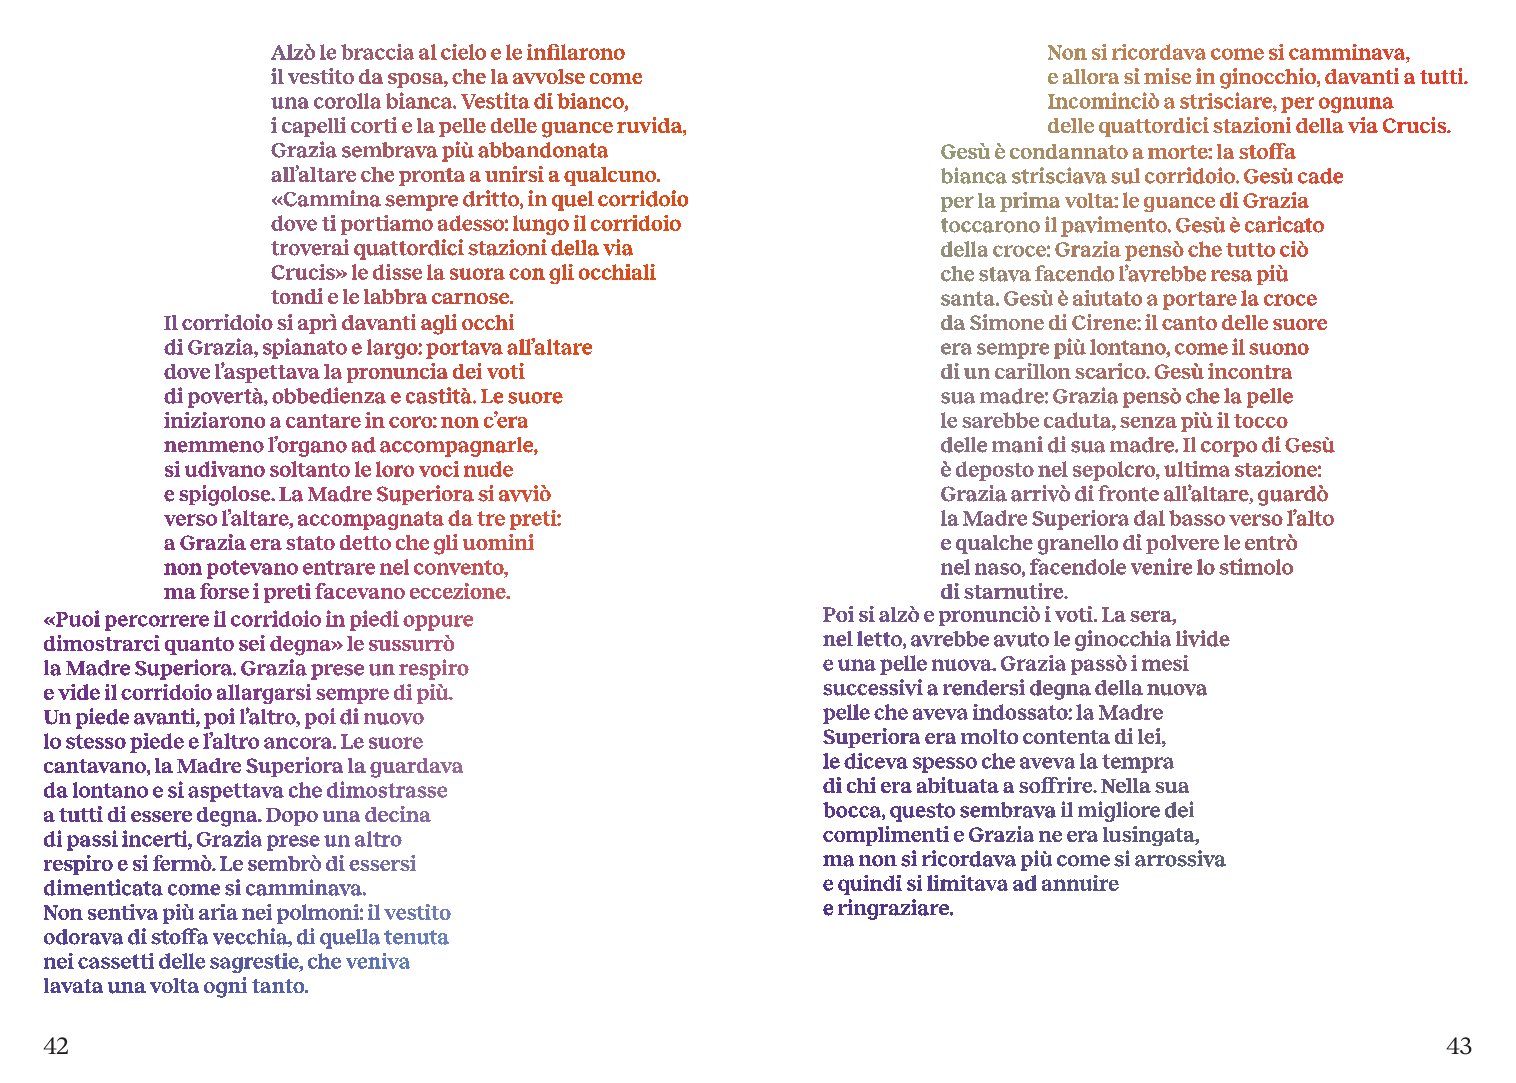 Alzò le braccia al cielo e le infilarono
il vestito da sposa, che la avvolse come
una corolla bianca. Vestita di bianco,
i capelli corti e la pelle delle guance ruvida,
Grazia sembrava più abbandonata
all’altare che pronta a unirsi a qualcuno.
«Cammina sempre dritto, in quel corridoio
dove ti portiamo adesso: lungo il corridoio
troverai quattordici stazioni della via
Crucis» le disse la suora con gli occhiali
tondi e le labbra carnose.
Il corridoio si aprì davanti agli occhi
di Grazia, spianato e largo: portava all’altare
dove l’aspettava la pronuncia dei voti
di povertà, obbedienza e castità. Le suore
iniziarono a cantare in coro: non c’era
nemmeno l’organo ad accompagnarle,
si udivano soltanto le loro voci nude
e spigolose. La Madre Superiora si avviò
verso l’altare, accompagnata da tre preti:
a Grazia era stato detto che gli uomini
non potevano entrare nel convento,
ma forse i preti facevano eccezione.
«Puoi percorrere il corridoio in piedi oppure
dimostrarci quanto sei degna» le sussurrò
la Madre Superiora. Grazia prese un respiro
e vide il corridoio allargarsi sempre di più.
Un piede avanti, poi l’altro, poi di nuovo
lo stesso piede e l’altro ancora. Le suore
cantavano, la Madre Superiora la guardava
da lontano e si aspettava che dimostrasse
a tutti di essere degna. Dopo una decina
di passi incerti, Grazia prese un altro
respiro e si fermò. Le sembrò di essersi
dimenticata come si camminava.
Non sentiva più aria nei polmoni: il vestito
odorava di stoffa vecchia, di quella tenuta
nei cassetti delle sagrestie, che veniva
lavata una volta ogni tanto.
42
Non si ricordava come si camminava,
e allora si mise in ginocchio, davanti a tutti.
Incominciò a strisciare, per ognuna
delle quattordici stazioni della via Crucis.
Gesù è condannato a morte: la stoffa
bianca strisciava sul corridoio. Gesù cade
per la prima volta: le guance di Grazia
toccarono il pavimento. Gesù è caricato
della croce: Grazia pensò che tutto ciò
che stava facendo l’avrebbe resa più
santa. Gesù è aiutato a portare la croce
da Simone di Cirene: il canto delle suore
era sempre più lontano, come il suono
di un carillon scarico. Gesù incontra
sua madre: Grazia pensò che la pelle
le sarebbe caduta, senza più il tocco
delle mani di sua madre. Il corpo di Gesù
è deposto nel sepolcro, ultima stazione:
Grazia arrivò di fronte all’altare, guardò
la Madre Superiora dal basso verso l’alto
e qualche granello di polvere le entrò
nel naso, facendole venire lo stimolo
di starnutire.
Poi si alzò e pronunciò i voti. La sera,
nel letto, avrebbe avuto le ginocchia livide
e una pelle nuova. Grazia passò i mesi
successivi a rendersi degna della nuova
pelle che aveva indossato: la Madre
Superiora era molto contenta di lei,
le diceva spesso che aveva la tempra
di chi era abituata a soffrire. Nella sua
bocca, questo sembrava il migliore dei
complimenti e Grazia ne era lusingata,
ma non si ricordava più come si arrossiva
e quindi si limitava ad annuire
e ringraziare.
43